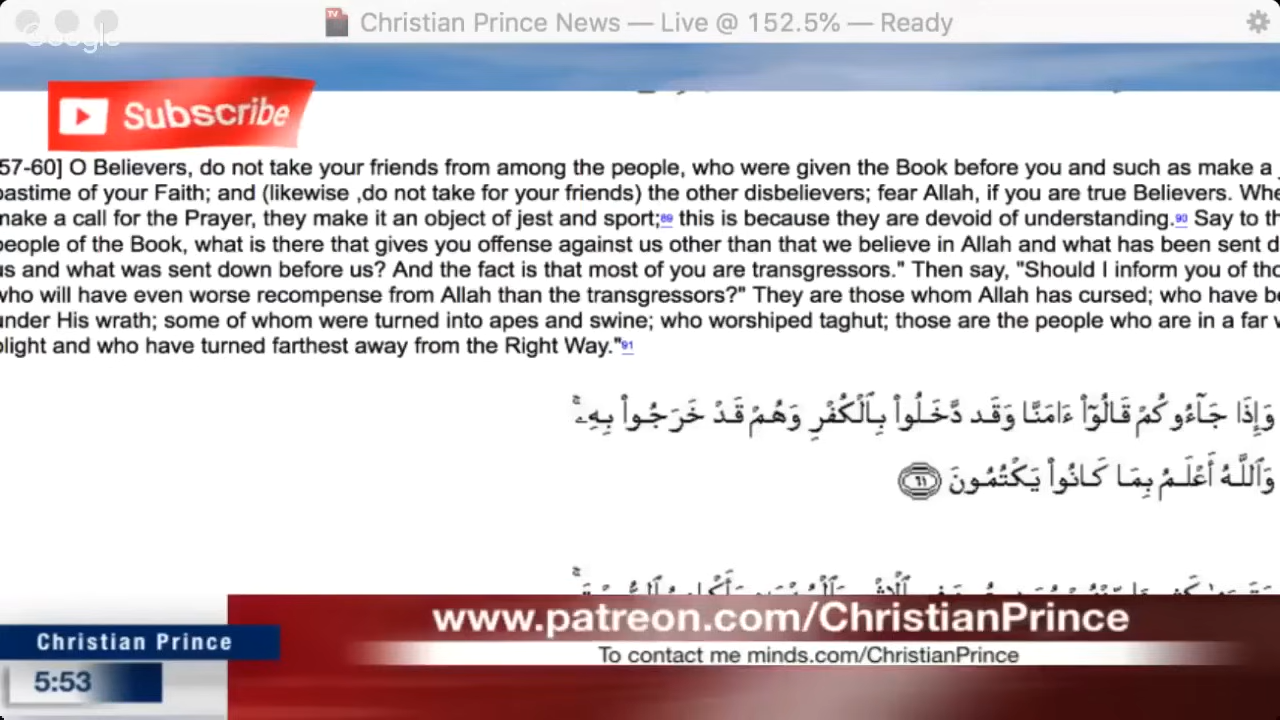 Christian Prince News — Live @ 152.5% — Ready
Google
Subscribe
57-60] O Believers, do not take your friends from among the people, who were given the Book before you and such as make a
pastime of your Faith; and (likewise ,do not take for your friends) the other disbelievers; fear Allah, if you are true Believers.
make a call for the Prayer, they make it an object of jest and sport;89 this is because they are devoid of understanding.90 Say to
people of the Book, what is there that gives you offense against us other than that we believe in Allah and what has been sent
us and what was sent down before us? And the fact is that most of you are transgressors." Then say, "Should I inform you of
who will have even worse recompense from Allah than the transgressors?" They are those whom Allah has cursed; who have
under His wrath; some of whom were turned into apes and swine; who worshiped taghut; those are the people who are in a far
plight and who have turned farthest away from the Right Way."91
وَإِذَا جَآءُوكُمْ قَالُوٓا۟ ءَامَنَّا وَقَد دَّخَلُوا۟ بِٱلْكُفْرِ وَهُمْ قَدْ خَرَجُوا۟ بِهِۦۚ
وَٱللَّهُ أَعْلَمُ بِمَا كَانُوا۟ يَكْتُمُونَ ٦١
www.patreon.com/ChristianPrince
Christian Prince
To contact me minds.com/ChristianPrince
5:53